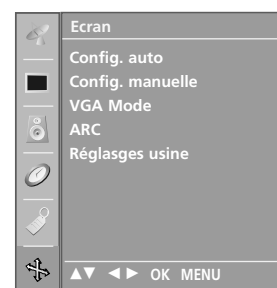 Ecran
Config. auto
Config. manuelle
VGA Mode
ARC
Réglasges usine
▲▼ ◄► OK MENU